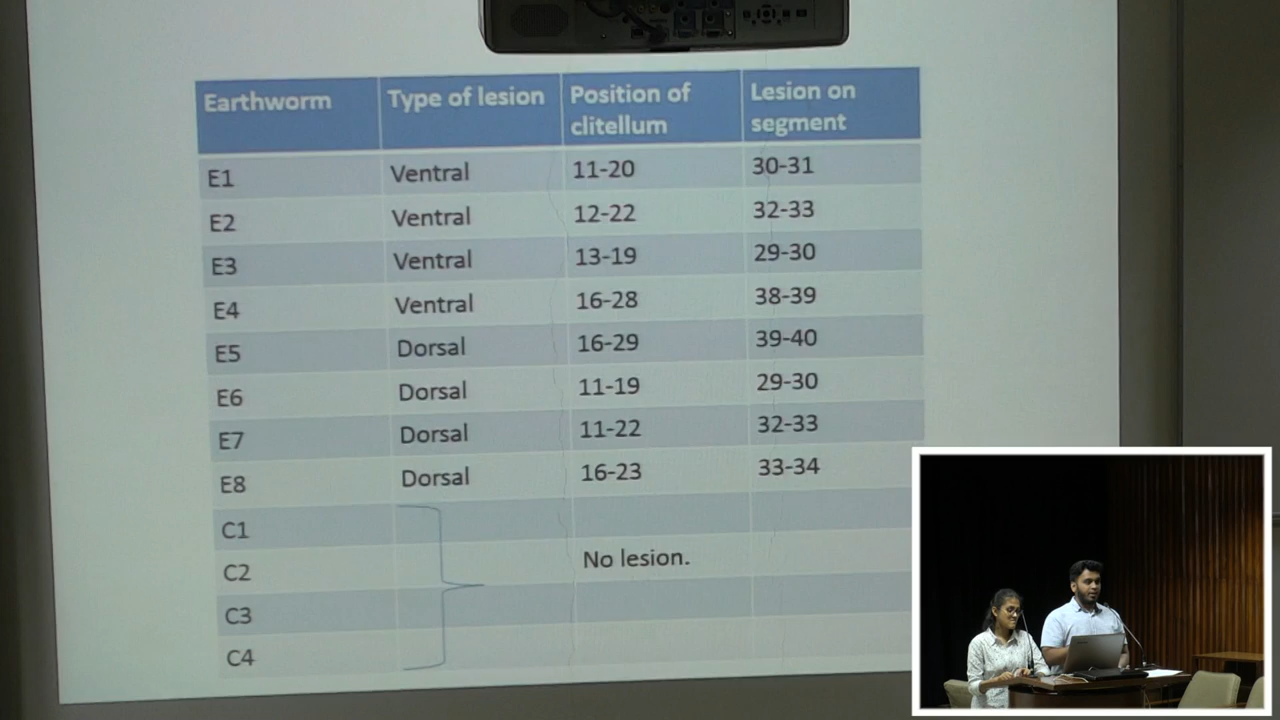 Earthworm Type of lesion Position of clitellum Lesion on segment
E1 Ventral 11-20 30-31
E2 Ventral 12-22 32-33
E3 Ventral 13-19 29-30
E4 Ventral 16-28 38-39
E5 Dorsal 16-29 39-40
E6 Dorsal 11-19 29-30
E7 Dorsal 11-22 32-33
E8 Dorsal 16-23 33-34
C1
C2 No lesion.
C3
C4